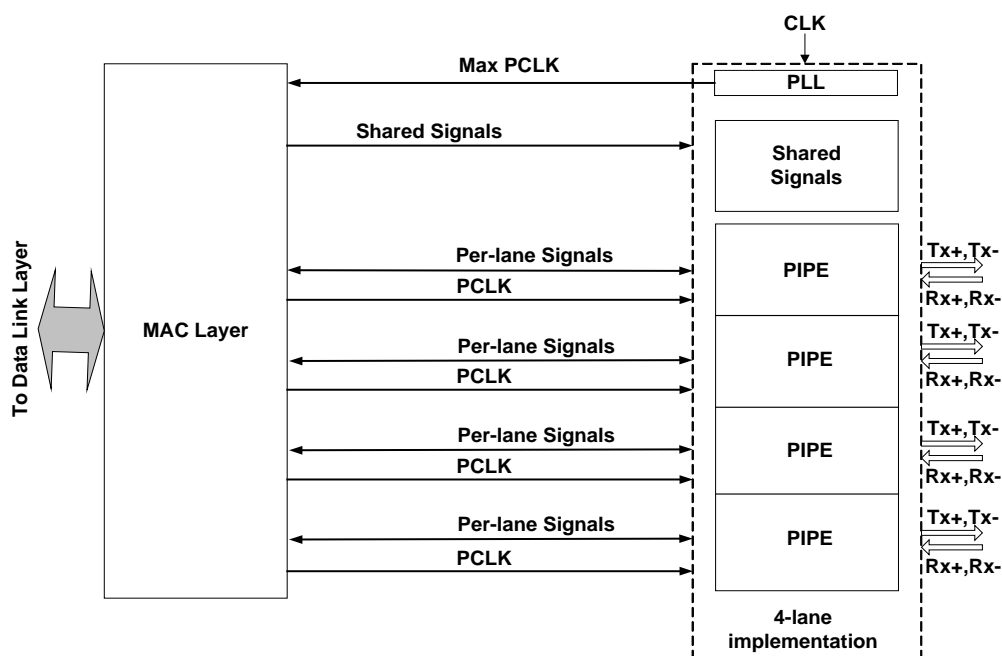 CLK
Max PCLK
PLL
Shared Signals
Shared
Signals
Per-lane Signals
PCLK
PIPE
Tx+,Tx-
Rx+,Rx-
To Data Link Layer
MAC Layer
Per-lane Signals
PCLK
PIPE
Tx+,Tx-
Rx+,Rx-
Per-lane Signals
PCLK
PIPE
Tx+,Tx-
Rx+,Rx-
Per-lane Signals
PCLK
PIPE
Tx+,Tx-
Rx+,Rx-
4-lane
implementation